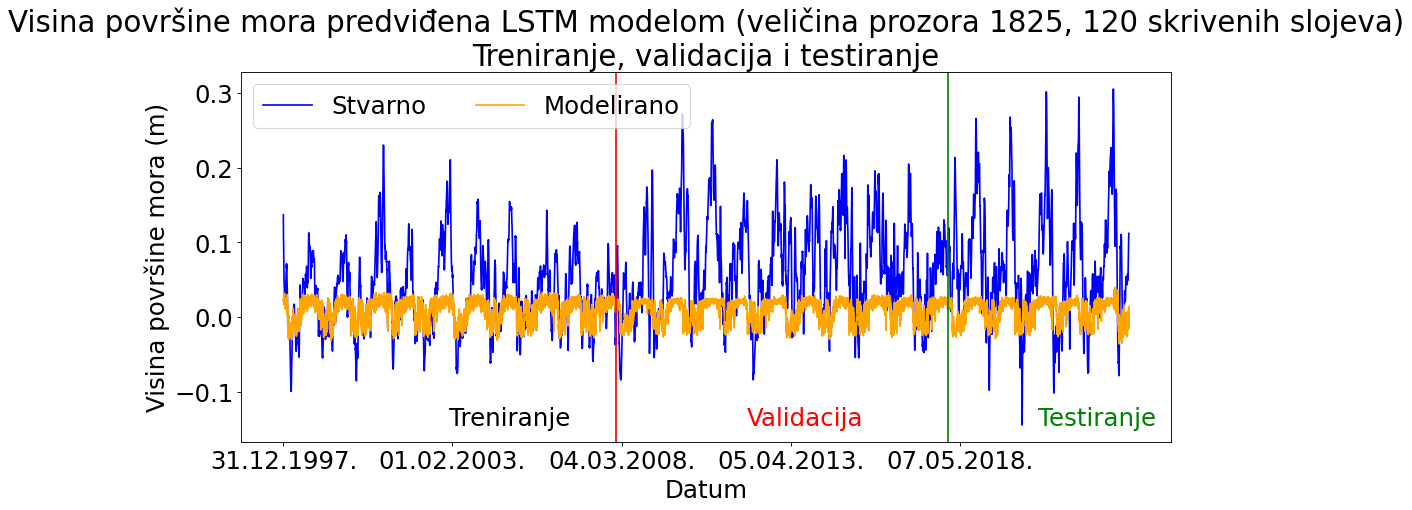 Visina površine mora predviđena LSTM modelom (veličina prozora 1825, 120 skrivenih slojeva)
Treniranje, validacija i testiranje
Stvarno
Modelirano
Visina površine mora (m)
0.3
0.2
0.1
0.0
−0.1
Treniranje
Validacija
Testiranje
31.12.1997.
01.02.2003.
04.03.2008.
05.04.2013.
07.05.2018.
Datum